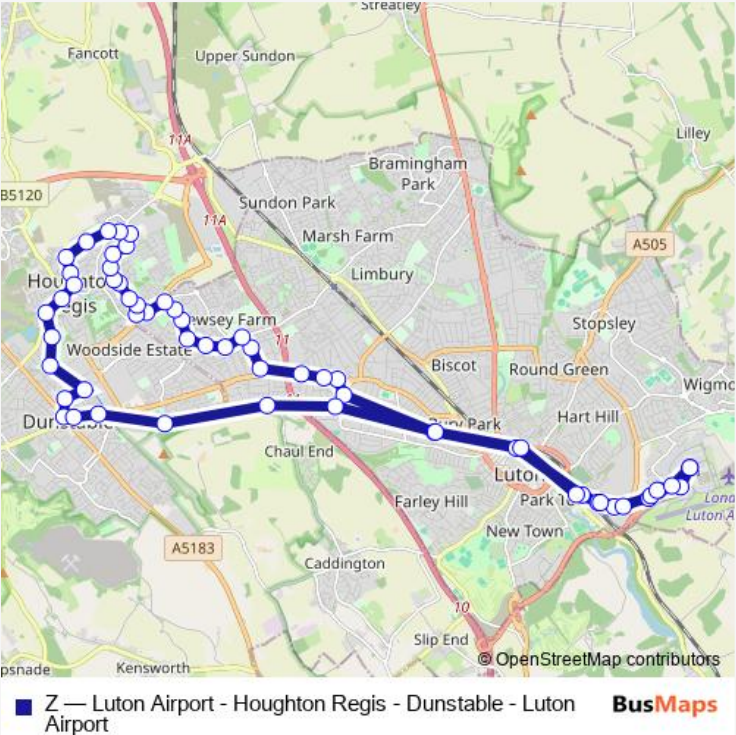 Streatley
Fancott
Upper Sundon
11A
Lilley
Bramingham
Park
B5120
Sundon Park
11A
Marsh Farm
A505
Limbury
Stopsley
11
Woodside Estate
Biscot
Round Green
Hart Hill
Chaul End
Luton
Farley Hill
New Town
A5183
Caddington
10
Slip End
Kensworth
© OpenStreetMap contributors
Z — Luton Airport - Houghton Regis - Dunstable - Luton
Airport
BusMaps